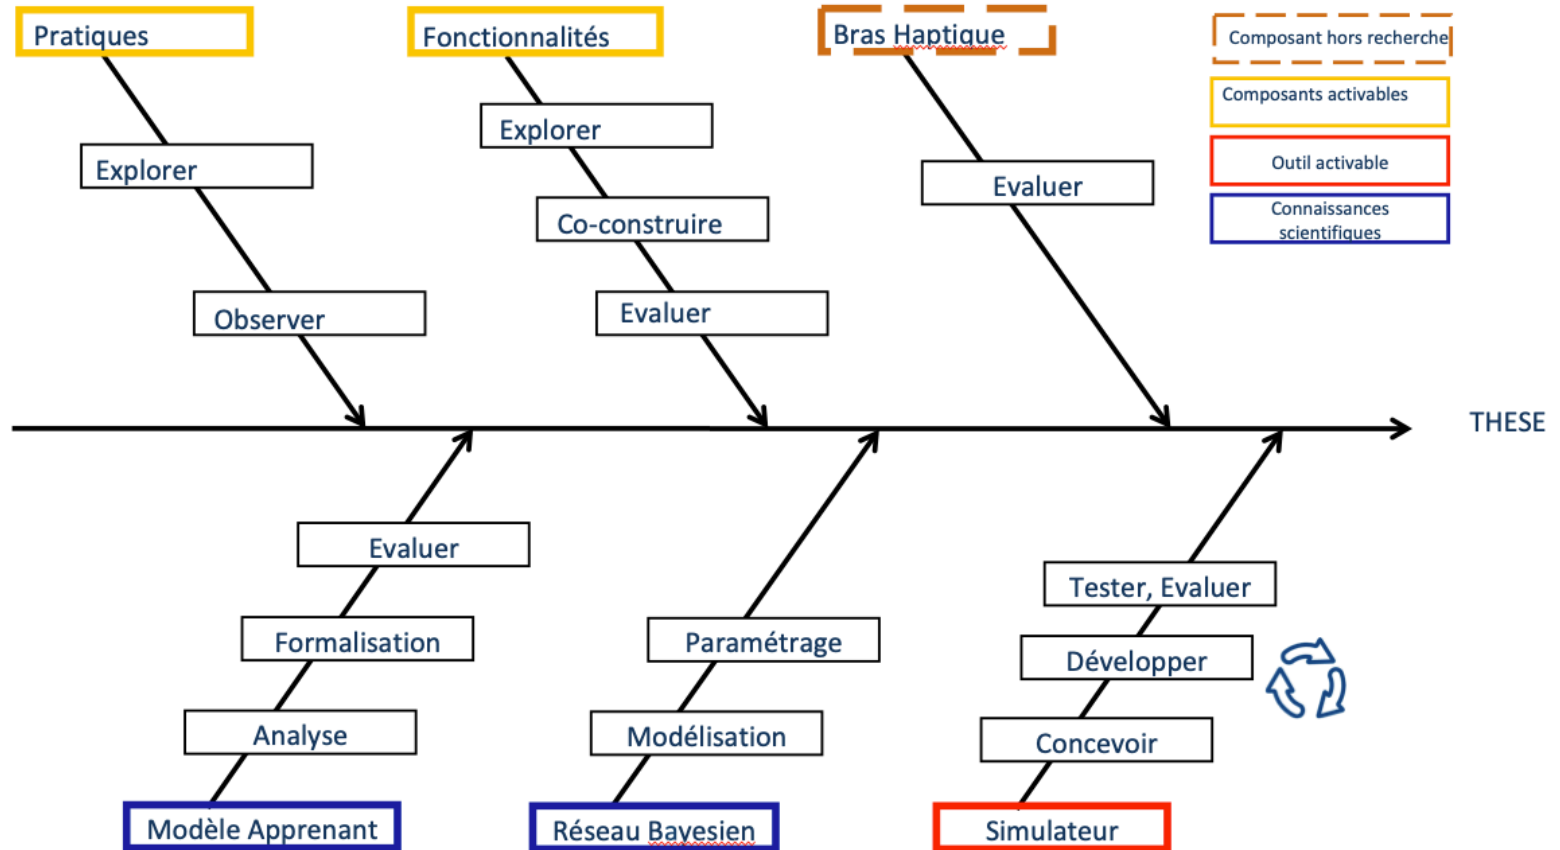 Pratiques
Fonctionnalités
Bras Haptique
Composant hors recherche
Composants activables
Outil activable
Connaissances
scientifiques
Explorer
Observer
Explorer
Co-construire
Evaluer
Evaluer
THESE
Evaluer
Formalisation
Analyse
Modèle Apprenant
Paramétrage
Modélisation
Réseau Bayesien
Tester, Evaluer
Développer
Concevoir
Simulateur